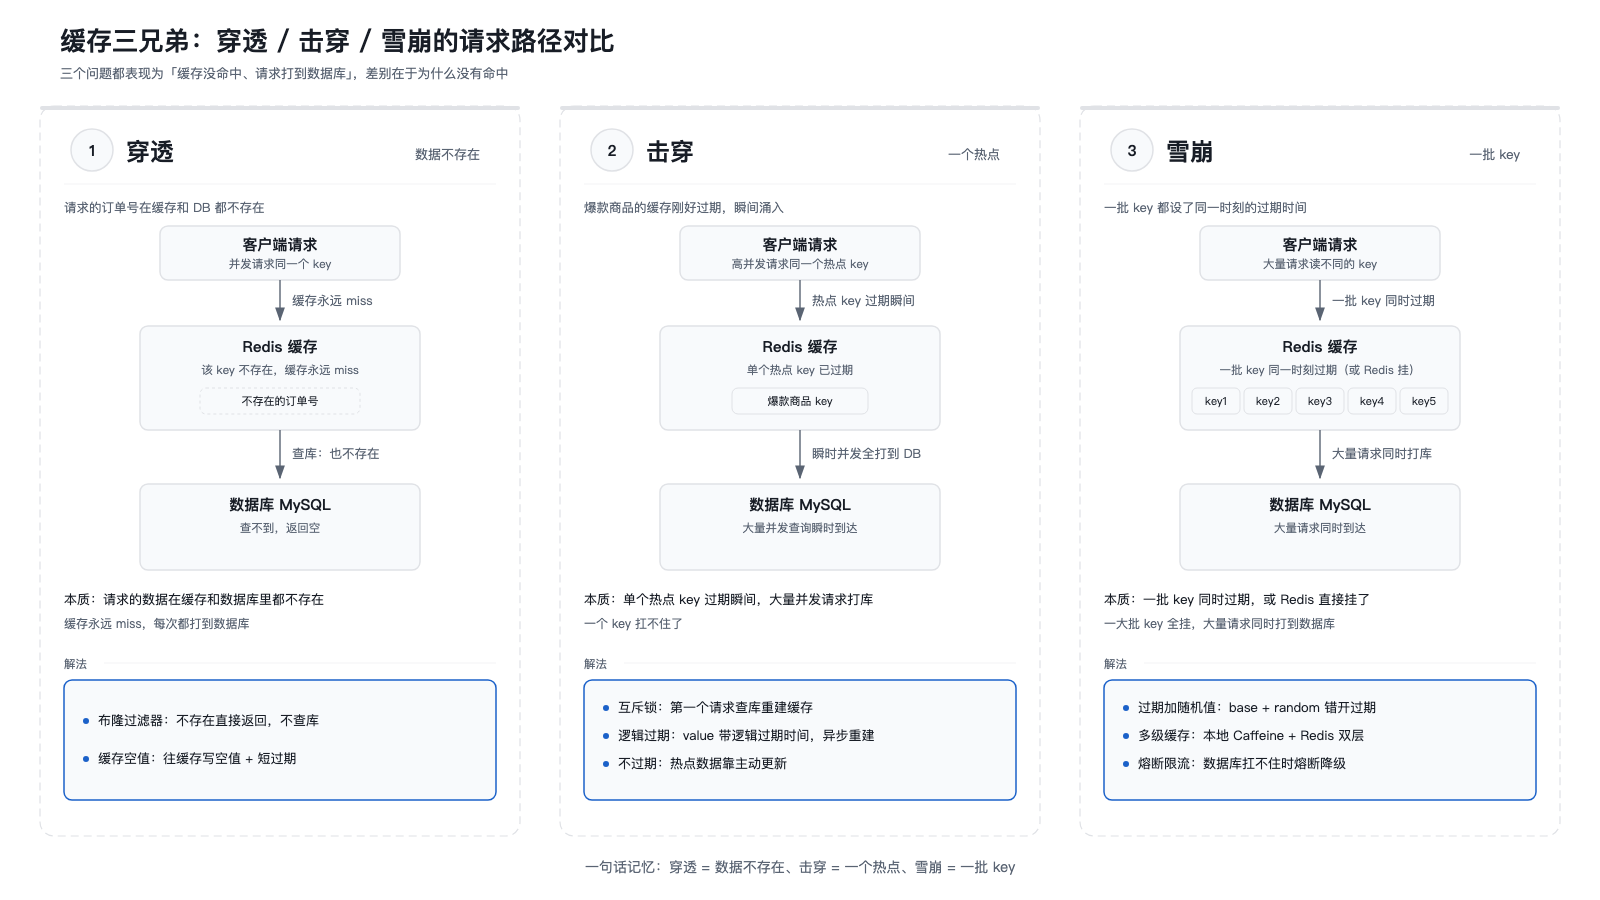 缓存三兄弟：穿透 / 击穿 / 雪崩的请求路径对比
三个问题都表现为「缓存没命中、请求打到数据库」，差别在于为什么没有命中
1
穿透
数据不存在
请求的订单号在缓存和 DB 都不存在
客户端请求
并发请求同一个 key
缓存永远 miss
Redis 缓存
该 key 不存在，缓存永远 miss
不存在的订单号
查库：也不存在
数据库 MySQL
查不到，返回空
本质：请求的数据在缓存和数据库里都不存在
缓存永远 miss，每次都打到数据库
解法
布隆过滤器：不存在直接返回，不查库
缓存空值：往缓存写空值 + 短过期
2
击穿
一个热点
爆款商品的缓存刚好过期，瞬间涌入
客户端请求
高并发请求同一个热点 key
热点 key 过期瞬间
Redis 缓存
单个热点 key 已过期
爆款商品 key
瞬时并发全打到 DB
数据库 MySQL
大量并发查询瞬时到达
本质：单个热点 key 过期瞬间，大量并发请求打库
一个 key 扛不住了
解法
互斥锁：第一个请求查库重建缓存
逻辑过期：value 带逻辑过期时间，异步重建
不过期：热点数据靠主动更新
3
雪崩
一批 key
一批 key 都设了同一时刻的过期时间
客户端请求
大量请求读不同的 key
一批 key 同时过期
Redis 缓存
一批 key 同一时刻过期（或 Redis 挂）
key1 key2 key3 key4 key5
大量请求同时打库
数据库 MySQL
大量请求同时到达
本质：一批 key 同时过期，或 Redis 直接挂了
一大批 key 全挂，大量请求同时打到数据库
解法
过期加随机值：base + random 错开过期
多级缓存：本地 Caffeine + Redis 双层
熔断限流：数据库扛不住时熔断降级
一句话记忆：穿透 = 数据不存在、击穿 = 一个热点、雪崩 = 一批 key